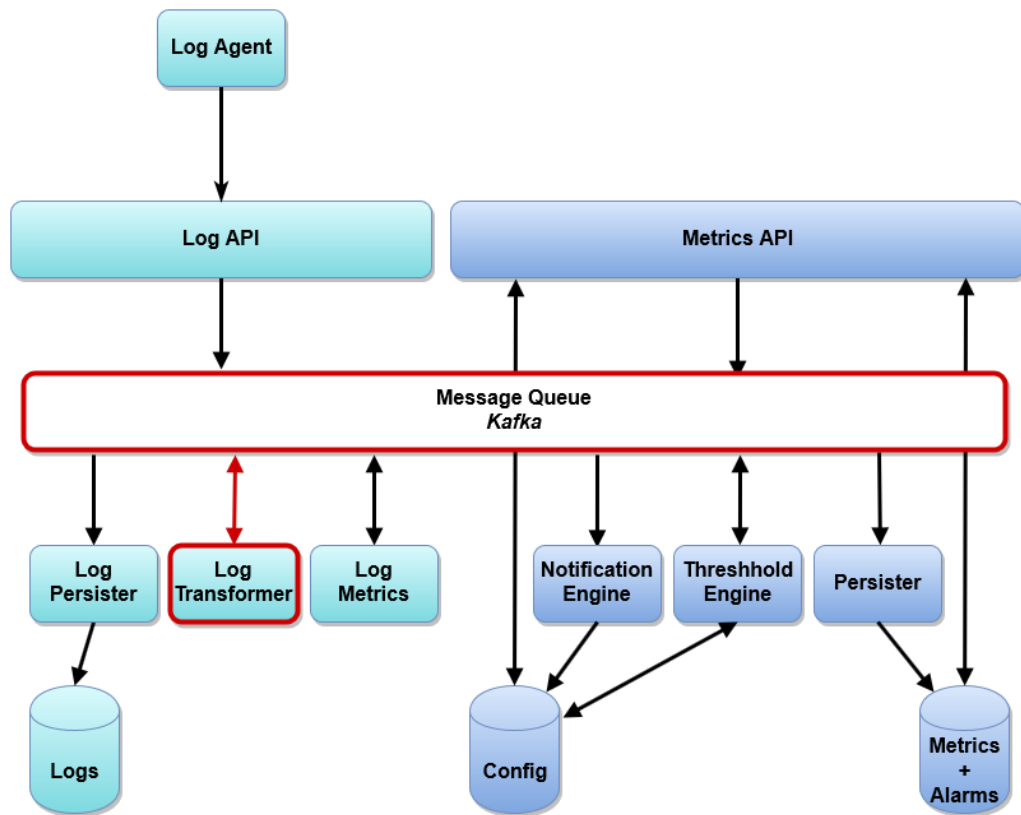 Log Agent
Log API
Metrics API
Message Queue
Kafka
Log
Persister
Log
Transformer
Log
Metrics
Notification
Engine
Threshhold
Engine
Persister
Logs
Config
Metrics
+
Alarms